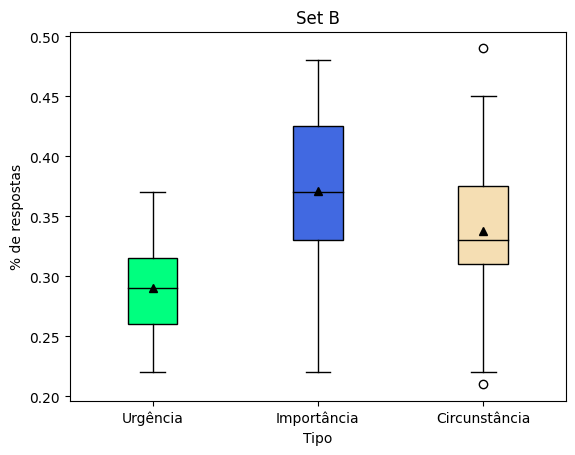 Set B
% de respostas
0.50
0.45
0.40
0.35
0.30
0.25
0.20
Urgência Importância Circunstância
Tipo